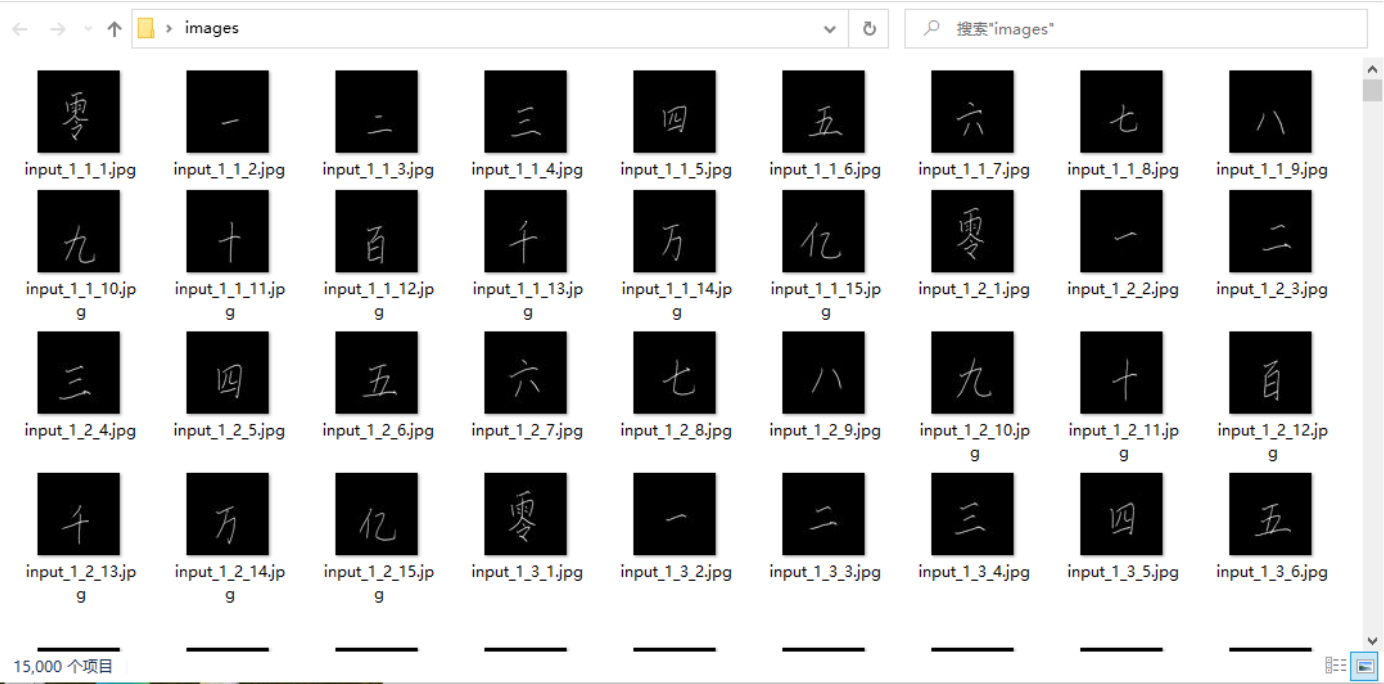 images
搜索"images"
零 一 二 三 四 五 六 七 八
input_1_1_1.jpg input_1_1_2.jpg input_1_1_3.jpg input_1_1_4.jpg input_1_1_5.jpg input_1_1_6.jpg input_1_1_7.jpg input_1_1_8.jpg input_1_1_9.jpg
九 十 百 千 万 亿 零 一 二
input_1_1_10.jpg input_1_1_11.jpg input_1_1_12.jpg input_1_1_13.jpg input_1_1_14.jpg input_1_1_15.jpg input_1_2_1.jpg input_1_2_2.jpg input_1_2_3.jpg
三 四 五 六 七 八 九 十 百
input_1_2_4.jpg input_1_2_5.jpg input_1_2_6.jpg input_1_2_7.jpg input_1_2_8.jpg input_1_2_9.jpg input_1_2_10.jpg input_1_2_11.jpg input_1_2_12.jpg
千 万 亿 零 一 二 三 四 五
input_1_2_13.jpg input_1_2_14.jpg input_1_2_15.jpg input_1_3_1.jpg input_1_3_2.jpg input_1_3_3.jpg input_1_3_4.jpg input_1_3_5.jpg input_1_3_6.jpg
15,000 个项目